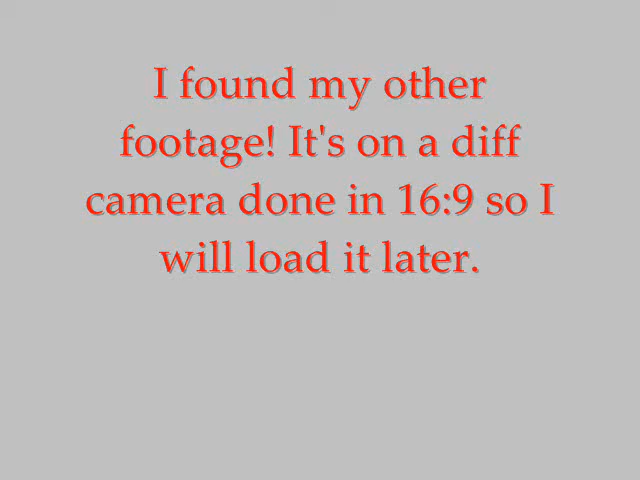 I found my other
footage! It's on a diff
camera done in 16:9 so I
will load it later.